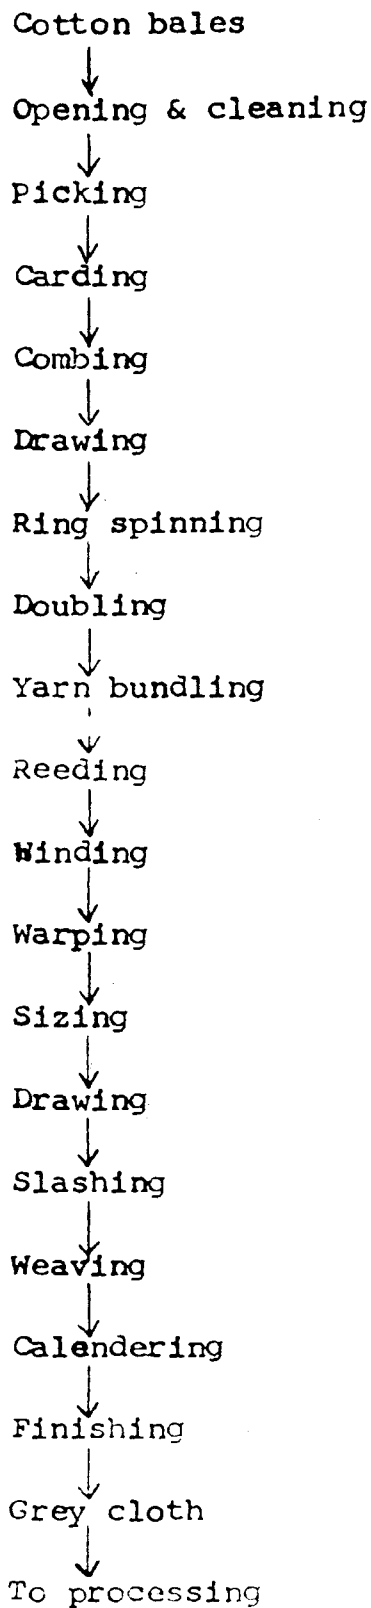 Cotton bales
Opening & cleaning
Picking
Carding
Combing
Drawing
Ring spinning
Doubling
Yarn bundling
Reeding
Winding
Warping
Sizing
Drawing
Slashing
Weaving
Calendering
Finishing
Grey cloth
To processing